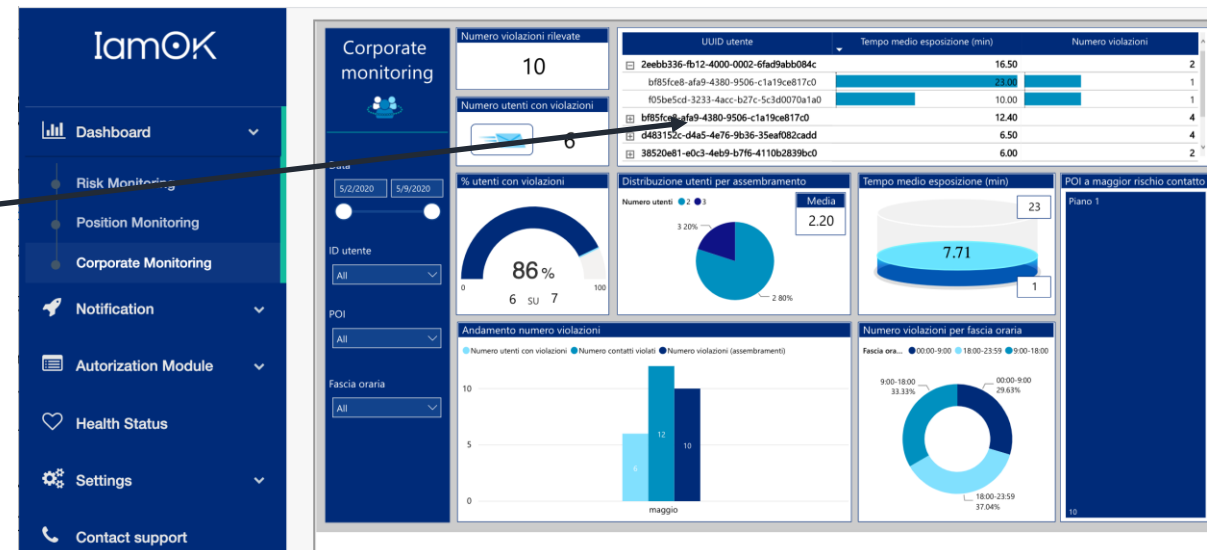 IamOK
Dashboard
Risk Monitoring
Position Monitoring
Corporate Monitoring
Notification
Autorization Module
Health Status
Settings
Contact support
Corporate
monitoring
Data
5/2/2020 5/9/2020
ID utente
All
POI
All
Fascia oraria
All
Numero violazioni rilevate
10
Numero utenti con violazioni
6
UUID utente Tempo medio esposizione (min) Numero violazioni
2eebb336-fb12-4000-0002-6fad9abb084c 16.50 2
bf85fce8-afa9-4380-9506-c1a19ce817c0 23.00 1
f05be5cd-3233-4acc-b27c-5c3d0070a1a0 10.00 1
bf85fce8-afa9-4380-9506-c1a19ce817c0 12.40 4
d483152c-d4a5-4e76-9b36-35eaf082cadd 6.50 4
38520e81-e0c3-4eb9-b7f6-4110b2839bc0 6.00 2
% utenti con violazioni
86 %
0 100
6 SU 7
Distribuzione utenti per assembramento
Numero utenti 2 3
Media
2.20
3 20%
2 80%
Tempo medio esposizione (min)
23
7.71
1
POI a maggior rischio contatto
Piano 1
10
Andamento numero violazioni
Numero utenti con violazioni Numero contatti violati Numero violazioni (assembramenti)
10
5
0
6
12
10
maggio
Numero violazioni per fascia oraria
Fascia ora... 00:00-9:00 18:00-23:59 9:00-18:00
9:00-18:00
33.33%
00:00-9:00
29.63%
18:00-23:59
37.04%